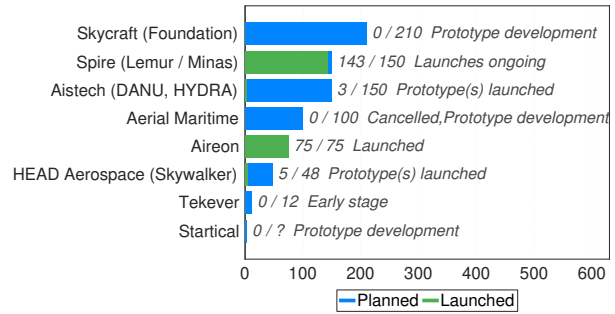 Skycraft (Foundation) 0 / 210 Prototype development
Spire (Lemur / Minas) 143 / 150 Launches ongoing
Aistech (DANU, HYDRA) 3 / 150 Prototype(s) launched
Aerial Maritime 0 / 100 Cancelled,Prototype development
Aireon 75 / 75 Launched
HEAD Aerospace (Skywalker) 5 / 48 Prototype(s) launched
Tekever 0 / 12 Early stage
Startical 0 / ? Prototype development
0 100 200 300 400 500 600
Planned Launched